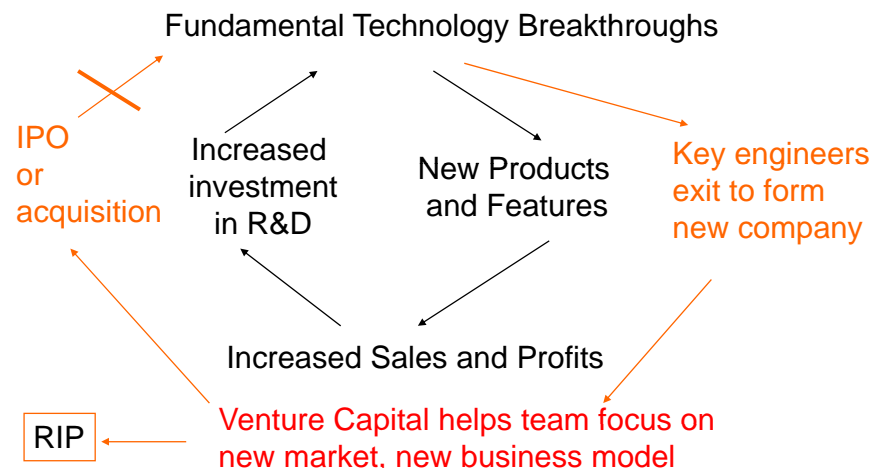 Fundamental Technology Breakthroughs
IPO
or
acquisition
Increased
investment
in R&D
New Products
and Features
Key engineers
exit to form
new company
Increased Sales and Profits
Venture Capital helps team focus on
new market, new business model
RIP